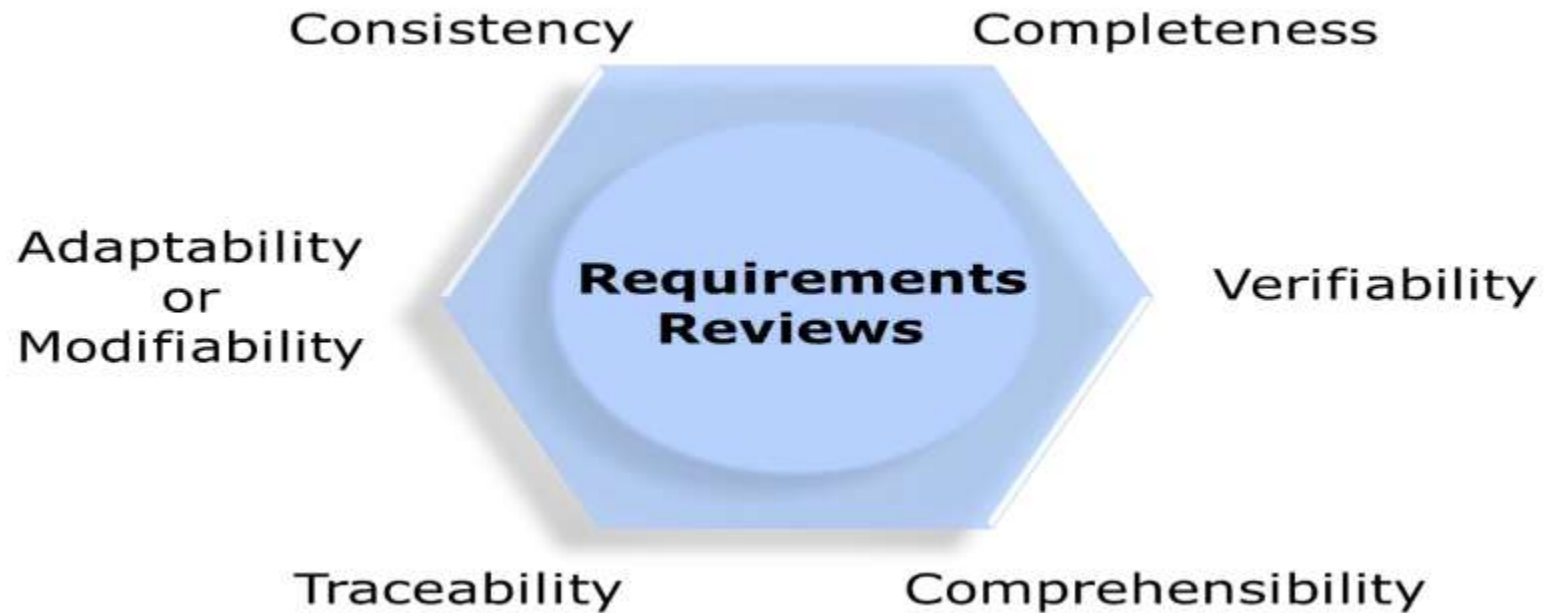 Consistency
Completeness
Adaptability
or
Modifiability
Requirements
Reviews
Verifiability
Traceability
Comprehensibility